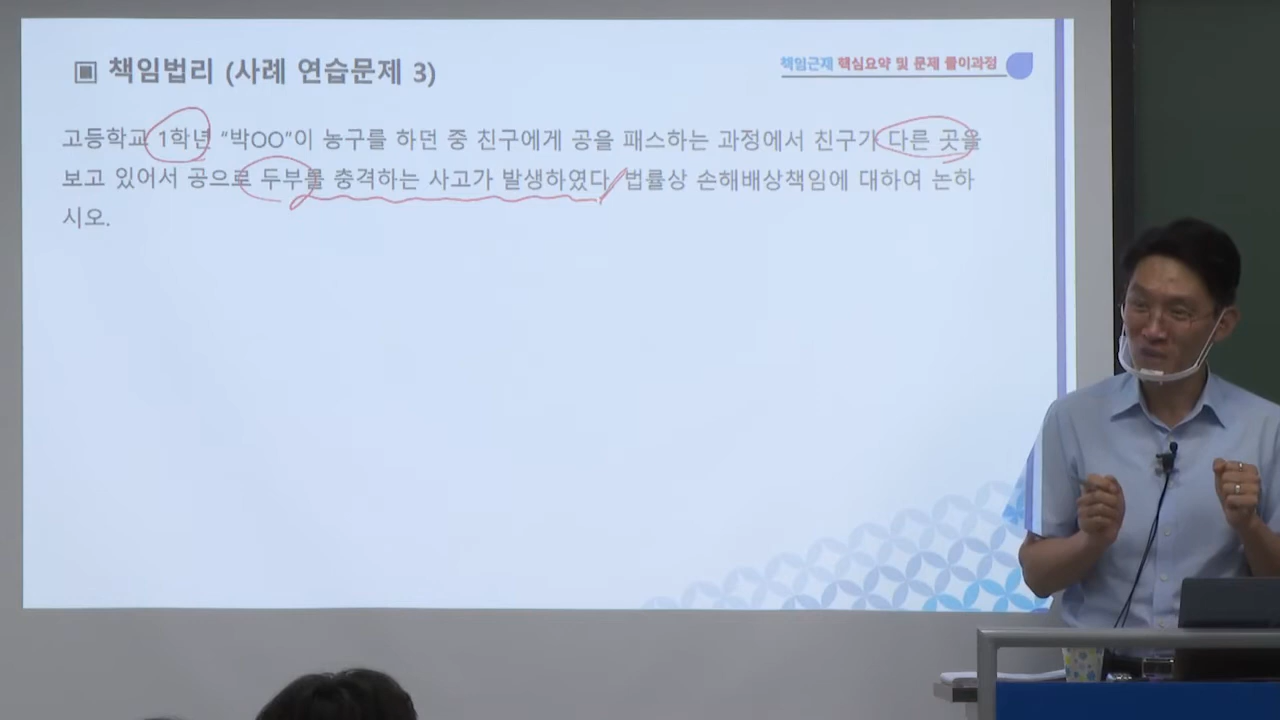 ▣ 책임법리 (사례 연습문제 3)
책임근재 핵심요약 및 문제 풀이과정
고등학교 1학년 “박OO”이 농구를 하던 중 친구에게 공을 패스하는 과정에서 친구가 다른 곳을
보고 있어서 공으로 두부를 충격하는 사고가 발생하였다. 법률상 손해배상책임에 대하여 논하
시오.